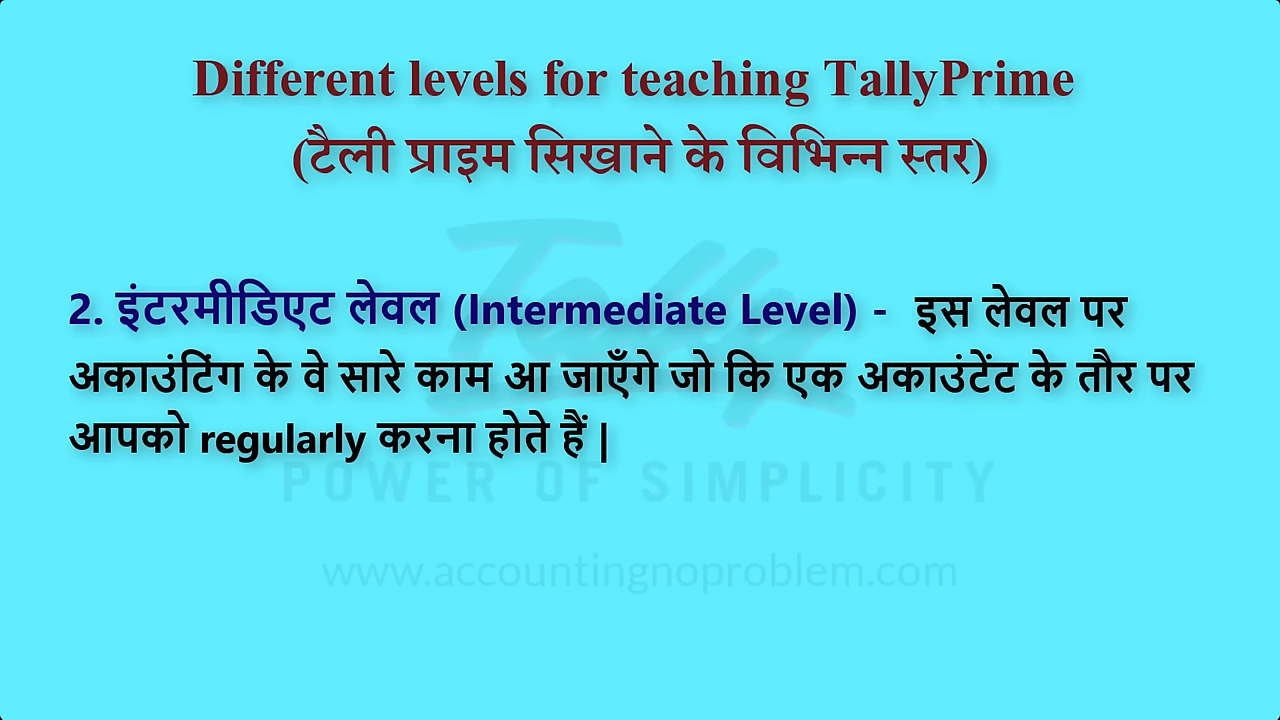 Different levels for teaching TallyPrime
(टैली प्राइम सिखाने के विभिन्न स्तर)
Tally
2. इंटरमीडिएट लेवल (Intermediate Level) - इस लेवल पर
अकाउंटिंग के वे सारे काम आ जाएँगे जो कि एक अकाउंटेंट के तौर पर
आपको regularly करना होते हैं |
POWER OF SIMPLICITY
www.accountingnoproblem.com